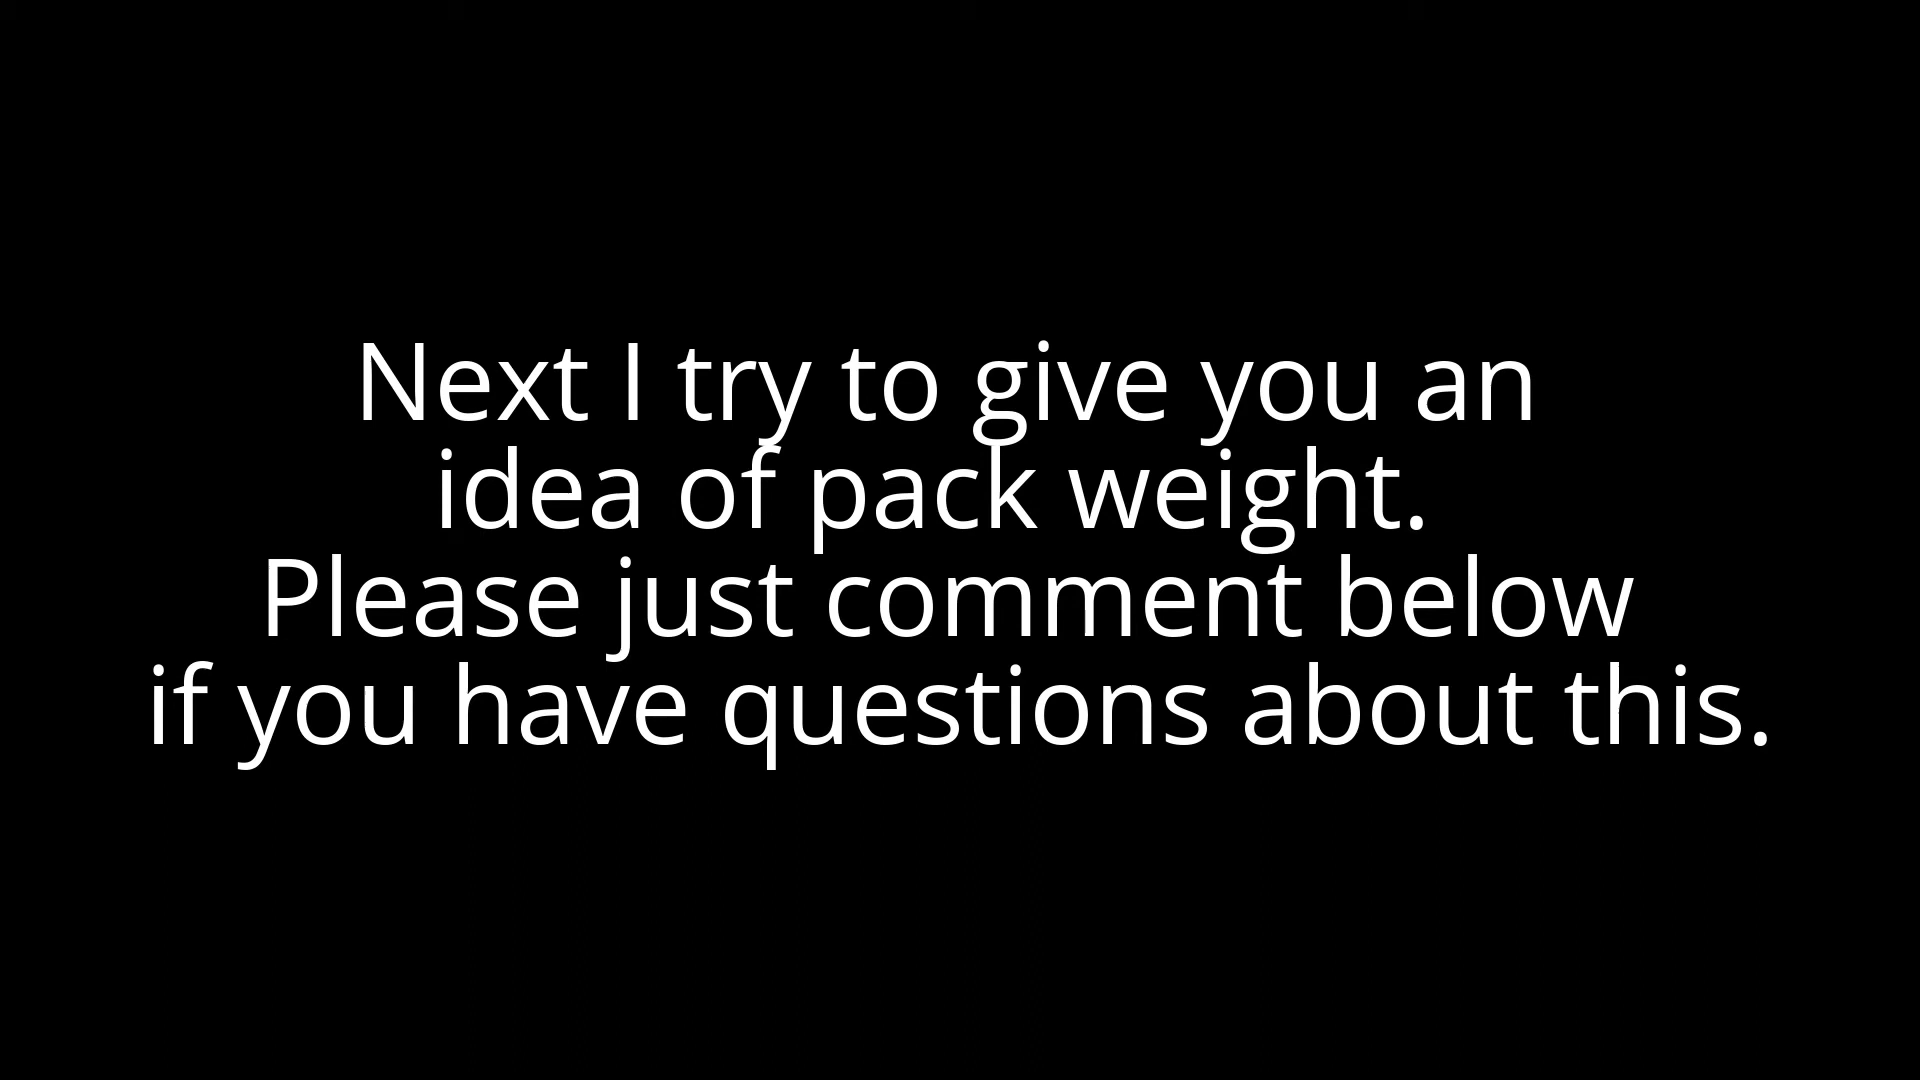 Next I try to give you an
idea of pack weight.
Please just comment below
if you have questions about this.